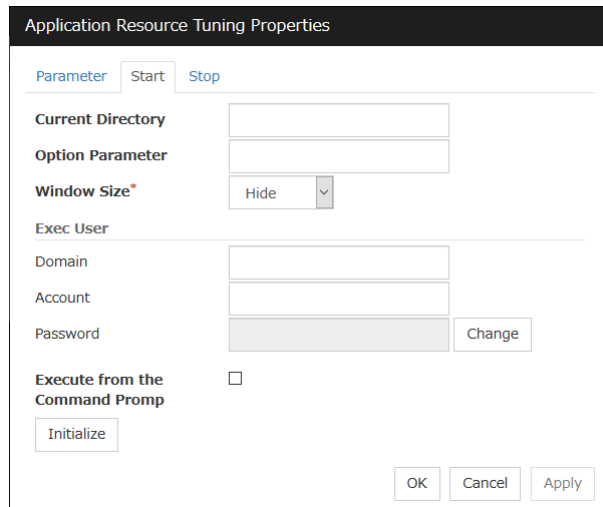 Application Resource Tuning Properties
Parameter Start Stop
Current Directory
Option Parameter
Window Size* Hide
Exec User
Domain
Account
Password Change
Execute from the
Command Promp
Initialize
OK Cancel Apply